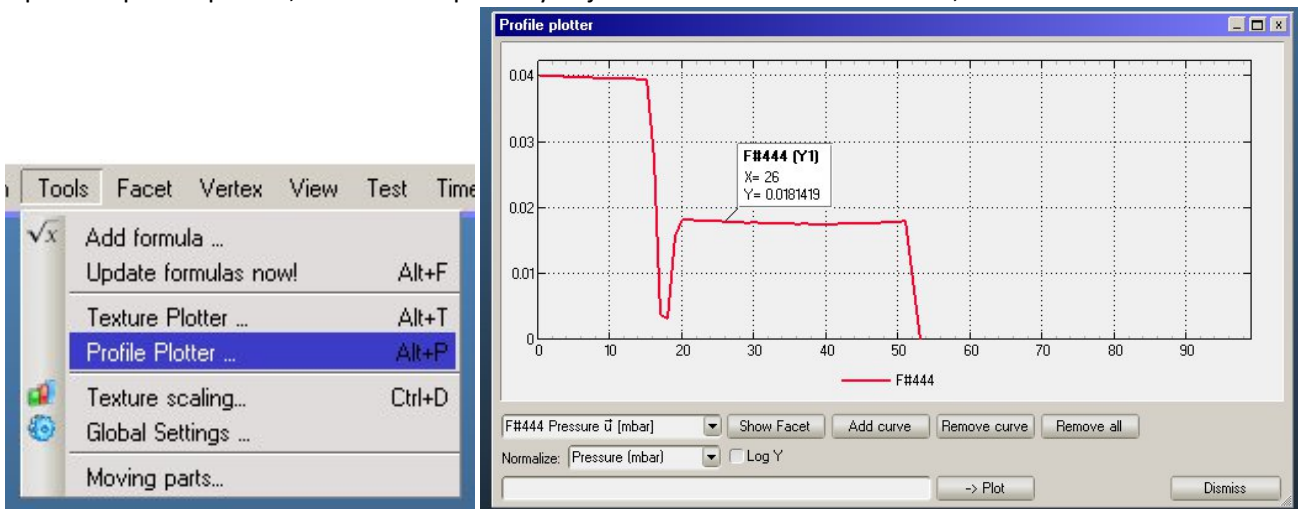 Tools Facet Vertex View Test Time
√x Add formula ...
Update formulas now! Alt+F
Texture Plotter ... Alt+T
Profile Plotter ... Alt+P
Texture scaling... Ctrl+D
Global Settings ...
Moving parts...
Profile plotter
0.04
0.03
0.02
0.01
0
F#444 (Y1)
X= 26
Y= 0.0181419
0 10 20 30 40 50 60 70 80 90
F#444
F#444 Pressure u⃗ [mbar] Show Facet Add curve Remove curve Remove all
Normalize: Pressure (mbar) Log Y
-> Plot Dismiss